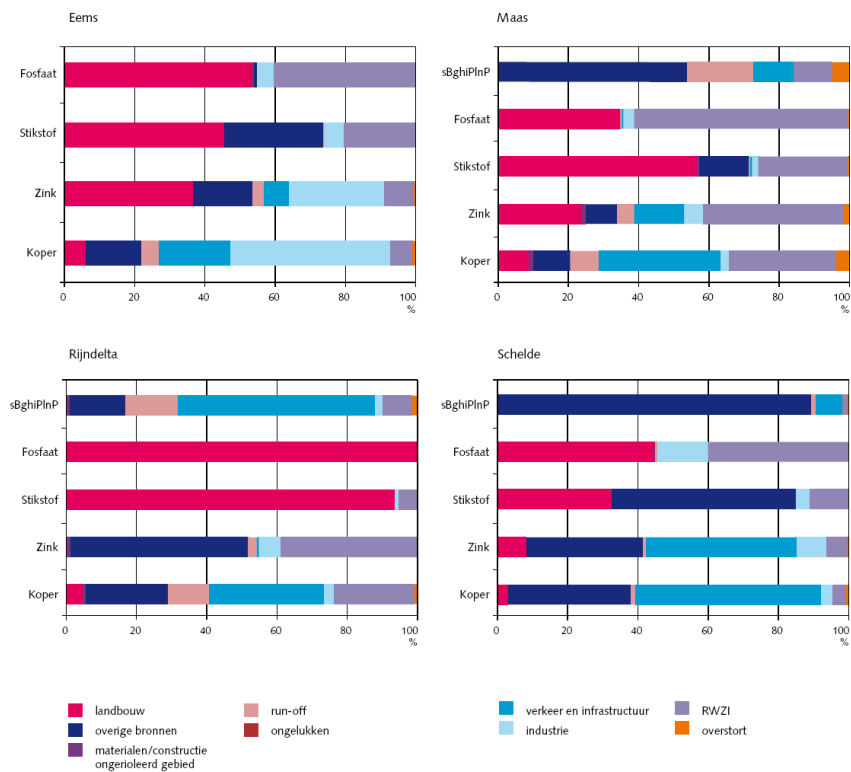 Eems
Fosfaat
Stikstof
Zink
Koper
0 20 40 60 80 100
%
Maas
sBghiPlnP
Fosfaat
Stikstof
Zink
Koper
0 20 40 60 80 100
%
Rijndelta
sBghiPlnP
Fosfaat
Stikstof
Zink
Koper
0 20 40 60 80 100
%
Schelde
sBghiPlnP
Fosfaat
Stikstof
Zink
Koper
0 20 40 60 80 100
%
landbouw
overige bronnen
materialen/constructie
ongerioleerd gebied
run-off
ongelukken
verkeer en infrastructuur
industrie
RWZI
overstort